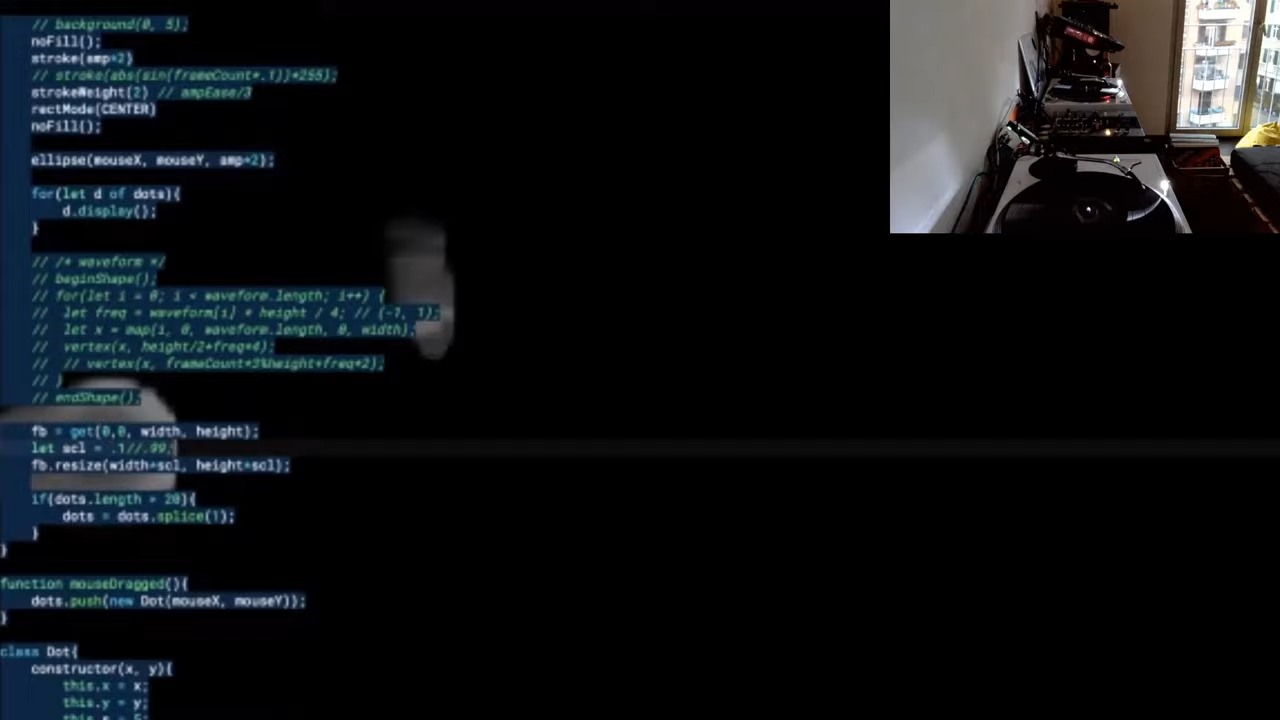 // background(0, 5);
noFill();
stroke(amp*2)
// stroke(abs(sin(frameCount*.1))*255);
strokeWeight(2) // ampEase/3
rectMode(CENTER)
noFill();
ellipse(mouseX, mouseY, amp*2);
for(let d of dots){
d.display();
}
// /* waveform */
// beginShape();
// for(let i = 0; i < waveform.length; i++) {
// let freq = waveform[i] * height / 4; // (-1, 1);
// let x = map(i, 0, waveform.length, 0, width);
// vertex(x, height/2+freq*4);
// // vertex(x, frameCount*3%height+freq*2);
// }
// endShape();
fb = get(0,0, width, height);
let scl = .1//.99;
fb.resize(width*scl, height*scl);
if(dots.length > 20){
dots = dots.splice(1);
}
}
function mouseDragged(){
dots.push(new Dot(mouseX, mouseY));
}
class Dot{
constructor(x, y){
this.x = x;
this.y = y;